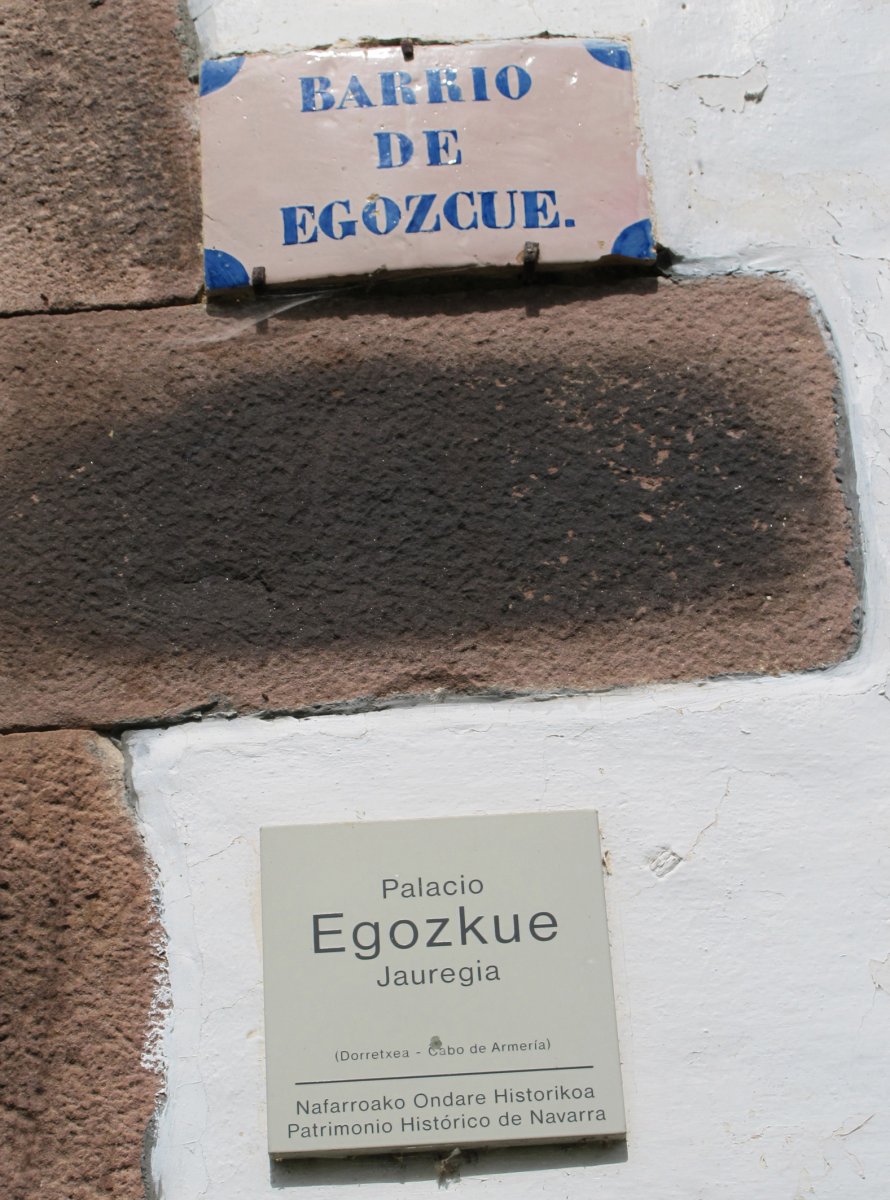 BARRIO
DE
EGOZCUE.
Palacio
Egozkue
Jauregia
(Dorretxea - Cabo de Armería)
Nafarroako Ondare Historikoa
Patrimonio Histórico de Navarra